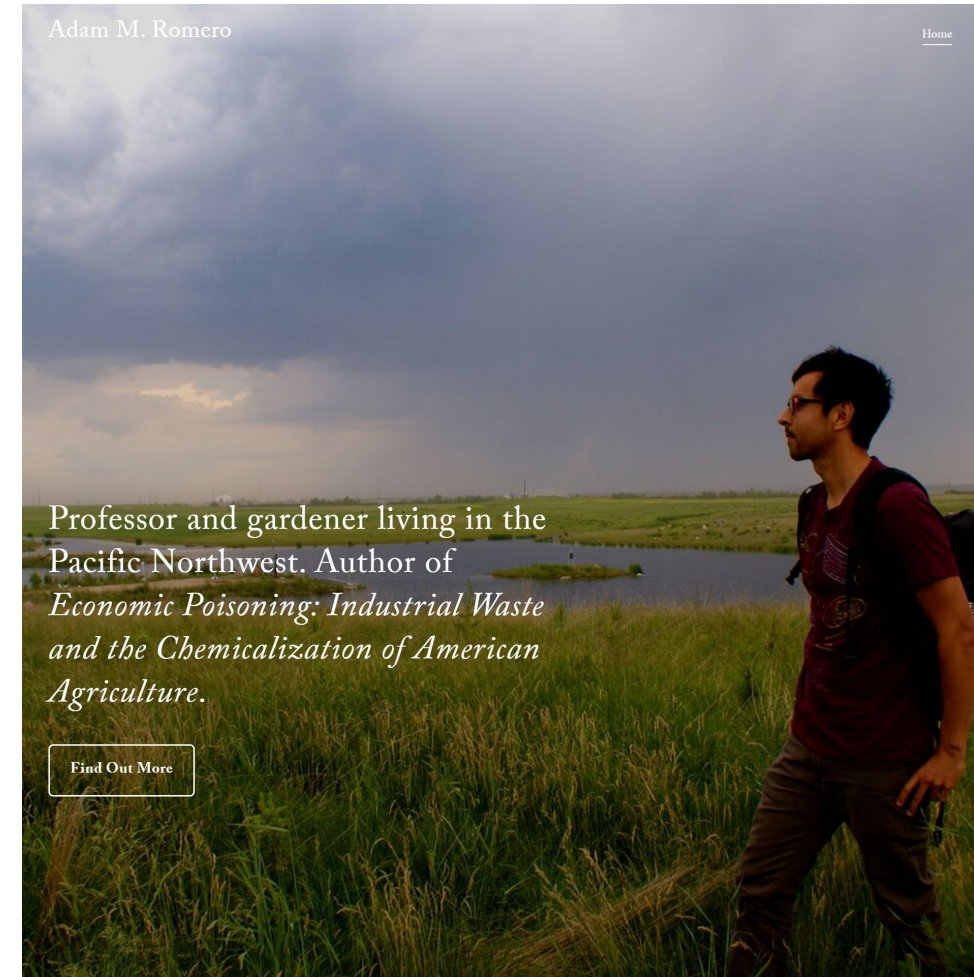 Adam M. Romero
Home
Professor and gardener living in the
Pacific Northwest. Author of
Economic Poisoning: Industrial Waste
and the Chemicalization of American
Agriculture.
Find Out More